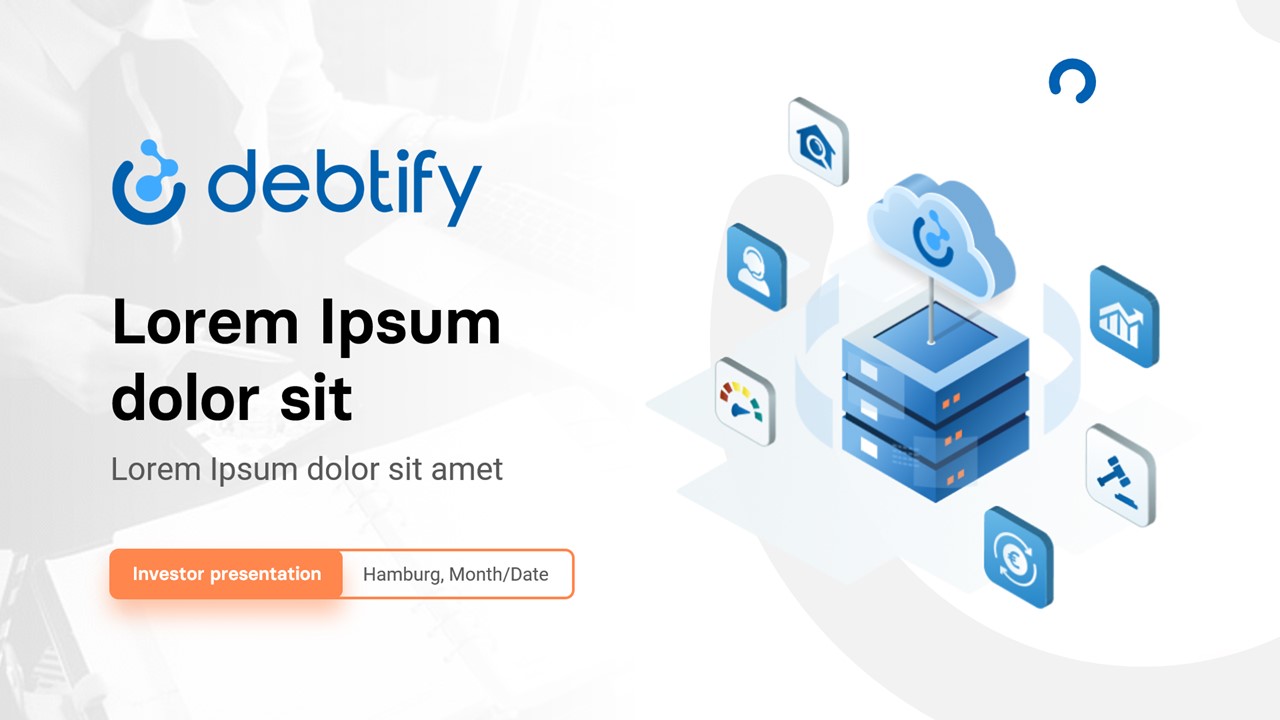 debtify
Lorem Ipsum
dolor sit
Lorem Ipsum dolor sit amet
Investor presentation
Hamburg, Month/Date
€